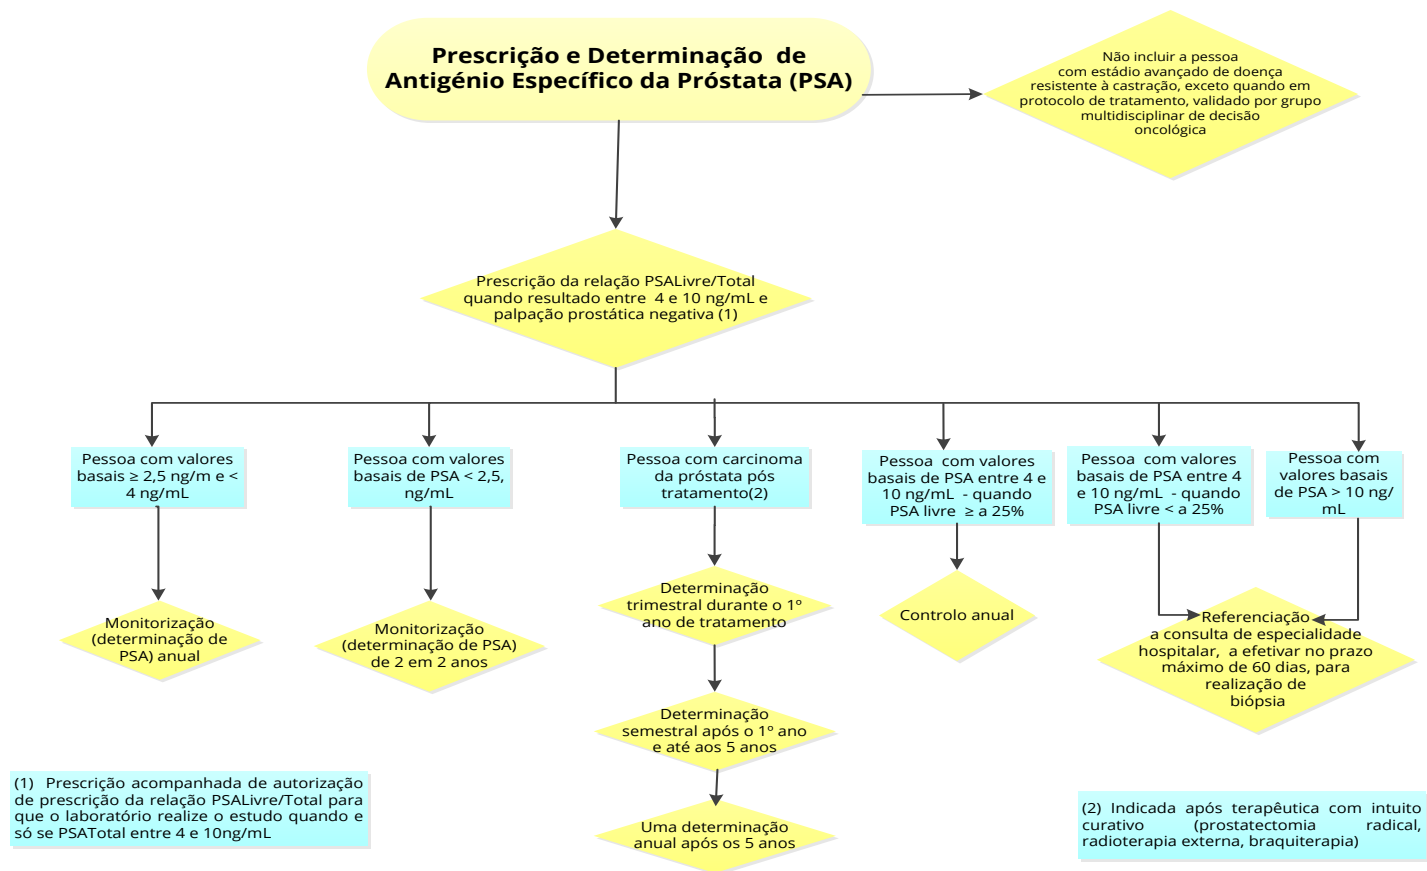 Prescrição e Determinação de
Antigénio Específico da Próstata (PSA)
Não incluir a pessoa
com estádio avançado de doença
resistente à castração, exceto quando em
protocolo de tratamento, validado por grupo
multidisciplinar de decisão
oncológica
Prescrição da relação PSALivre/Total
quando resultado entre 4 e 10 ng/mL e
palpação prostática negativa (1)
Pessoa com valores
basais ≥ 2,5 ng/m e <
4 ng/mL
Pessoa com valores
basais de PSA < 2,5,
ng/mL
Pessoa com carcinoma
da próstata pós
tratamento(2)
Pessoa com valores
basais de PSA entre 4 e
10 ng/mL - quando
PSA livre ≥ a 25%
Pessoa com valores
basais de PSA entre 4
e 10 ng/mL - quando
PSA livre < a 25%
Pessoa com
valores basais
de PSA > 10 ng/
mL
Monitorização
(determinação de
PSA) anual
Monitorização
(determinação de PSA)
de 2 em 2 anos
Determinação
trimestral durante o 1º
ano de tratamento
Controlo anual
Referenciação
a consulta de especialidade
hospitalar, a efetivar no prazo
máximo de 60 dias, para
realização de
biópsia
Determinação
semestral após o 1º ano
e até aos 5 anos
Uma determinação
anual após os 5 anos
(1) Prescrição acompanhada de autorização
de prescrição da relação PSALivre/Total para
que o laboratório realize o estudo quando e
só se PSATotal entre 4 e 10ng/mL
(2) Indicada após terapêutica com intuito
curativo (prostatectomia radical,
radioterapia externa, braquiterapia)